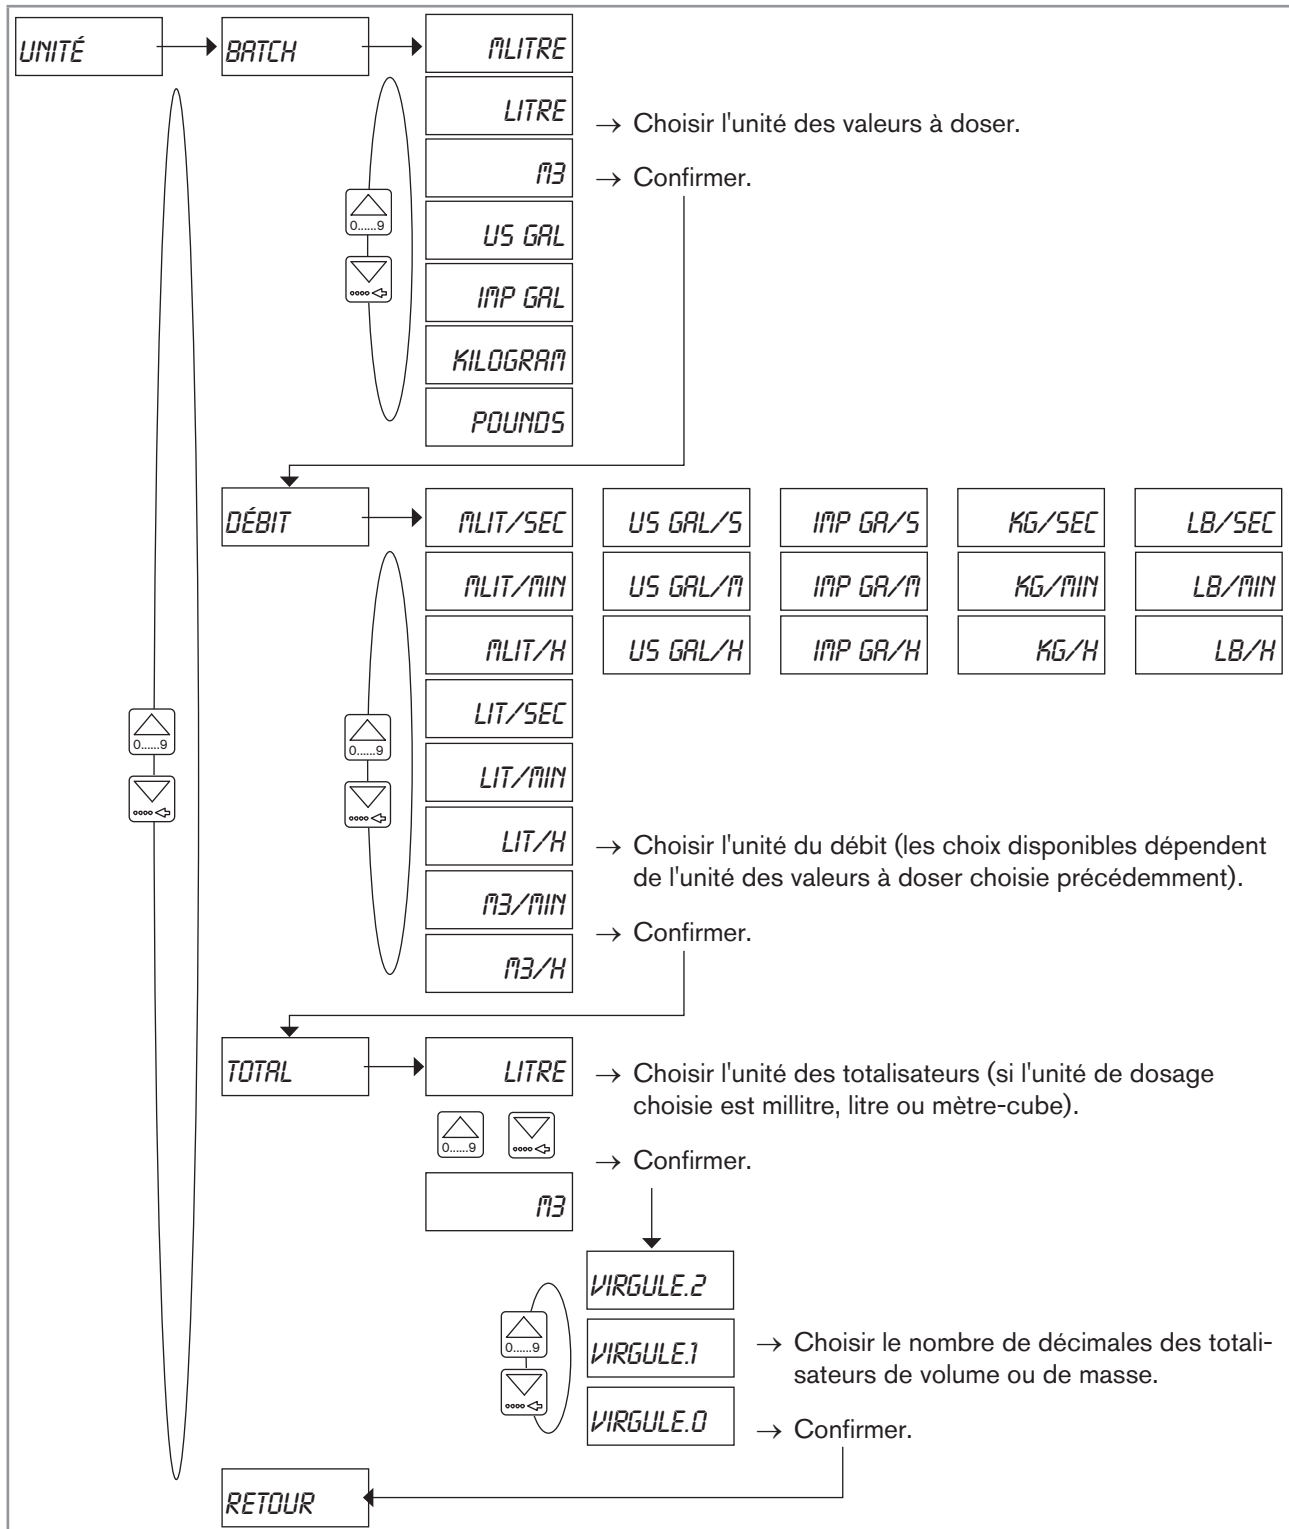 UNITÉ
BATCH
MLITRE
LITRE
→ Choisir l'unité des valeurs à doser.
M3
→ Confirmer.
0......9
US GAL
IMP GAL
KILOGRAM
POUNDS
DÉBIT
MLIT/SEC
US GAL/S
IMP GA/S
KG/SEC
LB/SEC
MLIT/MIN
US GAL/M
IMP GA/M
KG/MIN
LB/MIN
MLIT/H
US GAL/H
IMP GA/H
KG/H
LB/H
LIT/SEC
0......9
0......9
LIT/MIN
LIT/H
→ Choisir l'unité du débit (les choix disponibles dépendent
de l'unité des valeurs à doser choisie précédemment).
M3/MIN
→ Confirmer.
M3/H
TOTAL
LITRE
→ Choisir l'unité des totalisateurs (si l'unité de dosage
choisie est millitre, litre ou mètre-cube).
0......9
→ Confirmer.
M3
VIRGULE.2
0......9
VIRGULE.1
→ Choisir le nombre de décimales des totali-
sateurs de volume ou de masse.
VIRGULE.0
→ Confirmer.
RETOUR